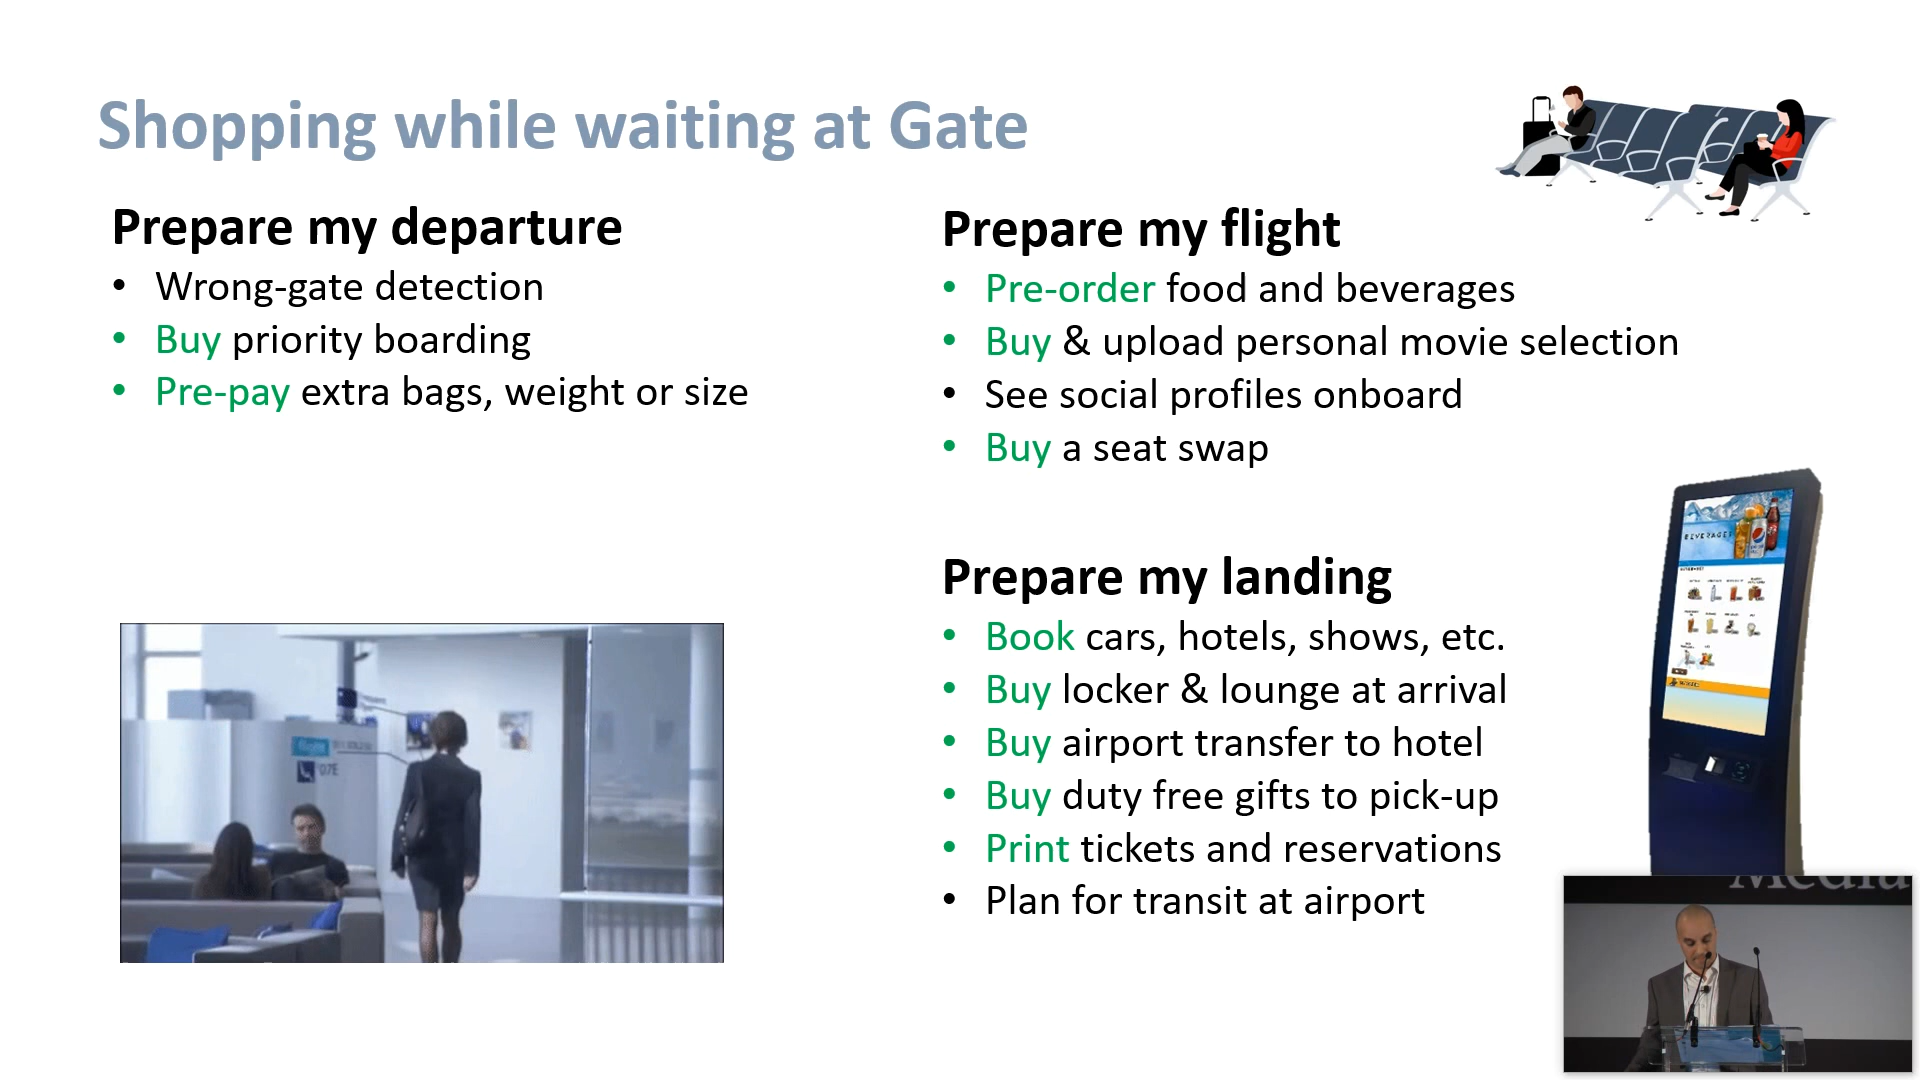 Shopping while waiting at Gate
Prepare my departure
• Wrong-gate detection
• Buy priority boarding
• Pre-pay extra bags, weight or size
Prepare my flight
• Pre-order food and beverages
• Buy & upload personal movie selection
• See social profiles onboard
• Buy a seat swap
Prepare my landing
• Book cars, hotels, shows, etc.
• Buy locker & lounge at arrival
• Buy airport transfer to hotel
• Buy duty free gifts to pick-up
• Print tickets and reservations
• Plan for transit at airport
BEVERAGES
07E
Media